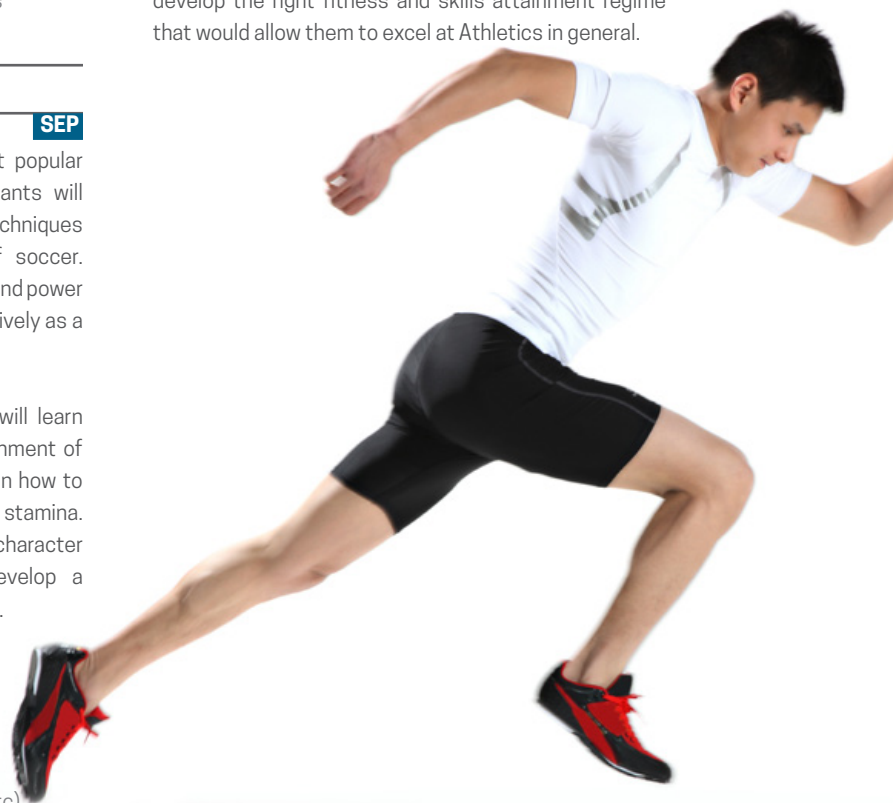 SEP
t popular
ants will
chniques
soccer.
nd power
ively as a
will learn
nment of
n how to
stamina.
character
evelop a
.
tc)
develop the right fitness and skills attainment regime
that would allow them to excel at Athletics in general.